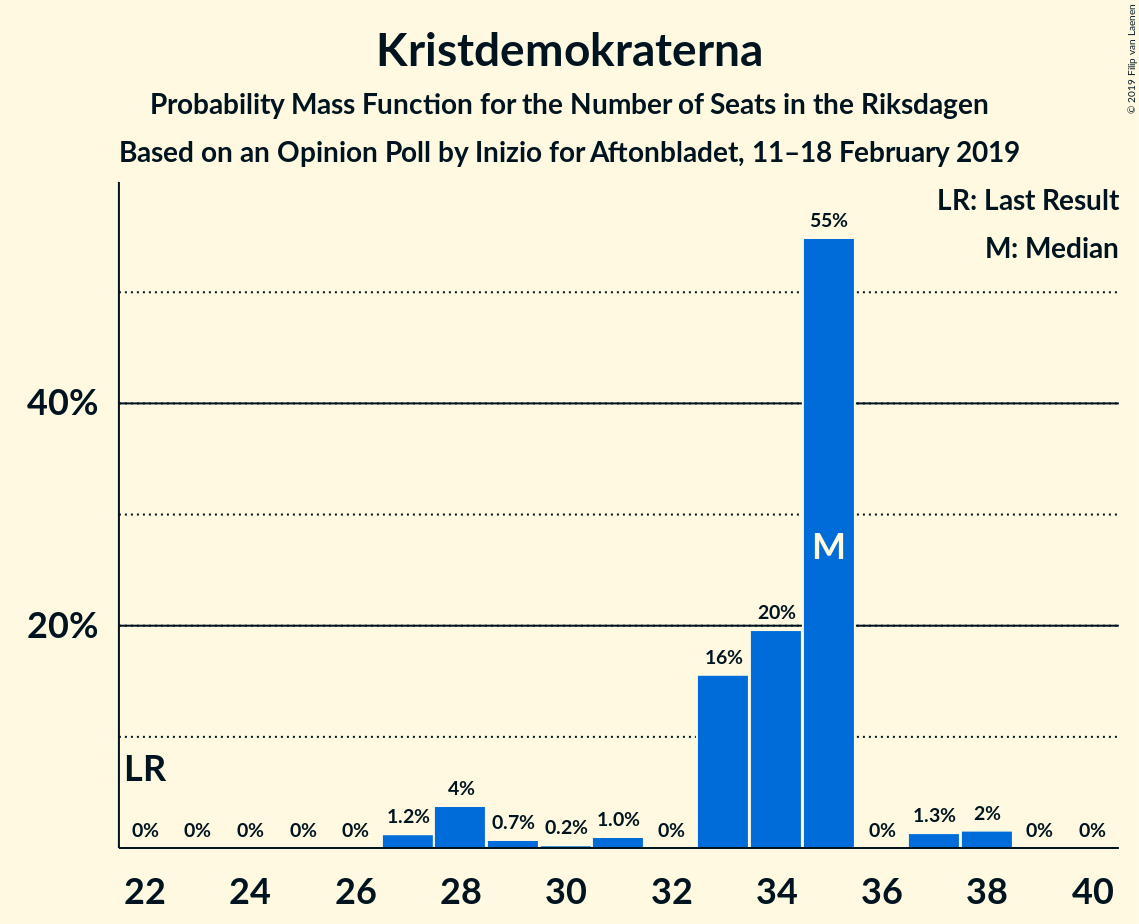 Kristdemokraterna
Probability Mass Function for the Number of Seats in the Riksdagen
Based on an Opinion Poll by Inizio for Aftonbladet, 11–18 February 2019
© 2019 Filip van Laenen
LR: Last Result
M: Median
55%
40%
M
20%
20%
16%
LR
0% 0% 0% 0% 0% 1.2% 4% 0.7% 0.2% 1.0% 0% 0% 1.3% 2% 0% 0%
22 24 26 28 30 32 34 36 38 40